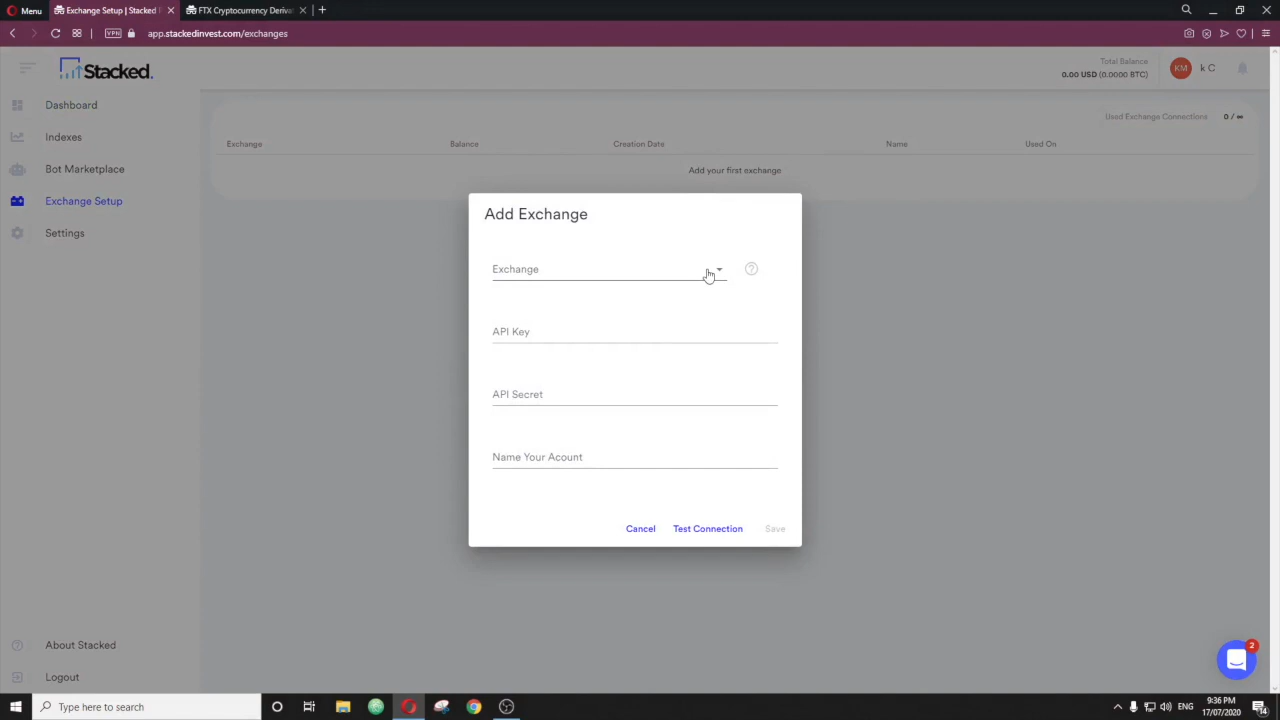 Menu
Exchange Setup | Stacked
FTX Cryptocurrency Deriva
VPN
app.stackedinvest.com/exchanges
Stacked.
Total Balance
0.00 USD (0.0000 BTC)
KM
k C
Dashboard
Indexes
Bot Marketplace
Exchange Setup
Settings
Used Exchange Connections 0 / ∞
Exchange Balance Creation Date Name Used On
Add your first exchange
Add Exchange
Exchange
API Key
API Secret
Name Your Acount
Cancel Test Connection Save
About Stacked
Logout
2
Type here to search
ENG
9:36 PM
17/07/2020
14